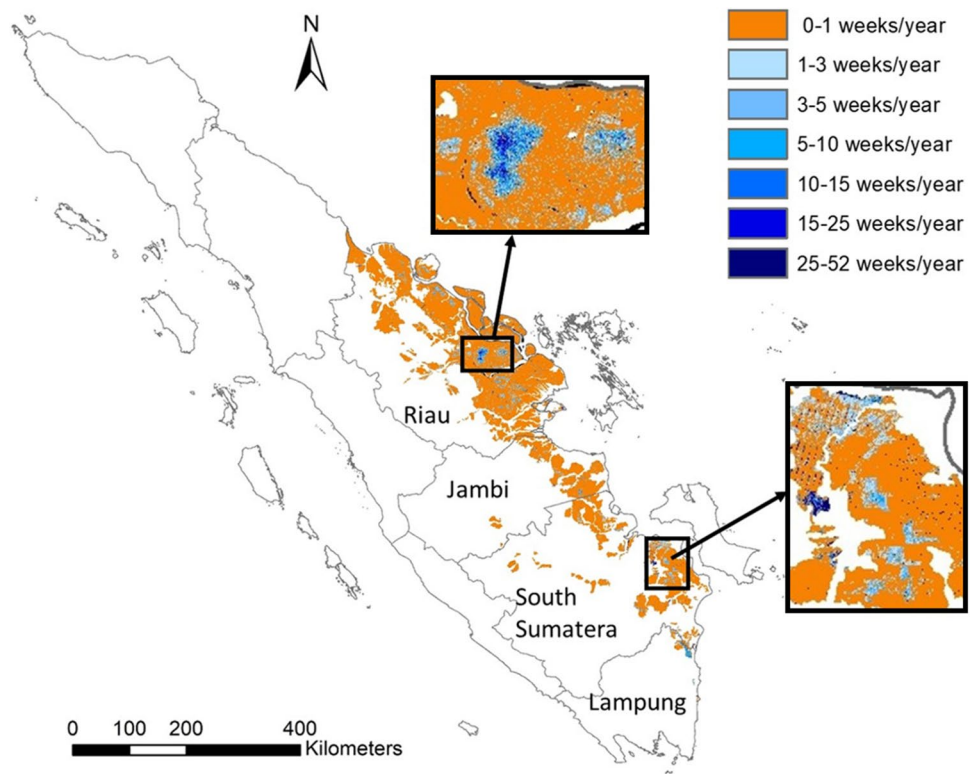 N
0-1 weeks/year
1-3 weeks/year
3-5 weeks/year
5-10 weeks/year
10-15 weeks/year
15-25 weeks/year
25-52 weeks/year
Riau
Jambi
South
Sumatera
Lampung
0 100 200 400
Kilometers